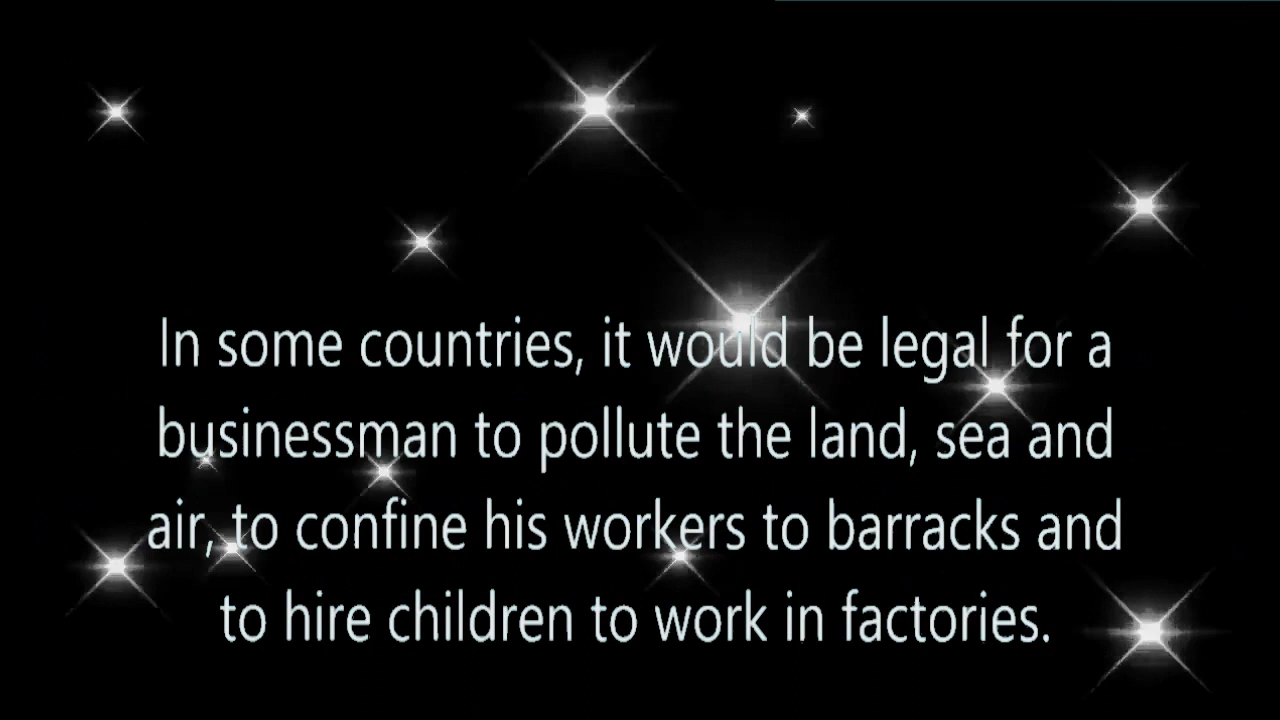 In some countries, it would be legal for a
businessman to pollute the land, sea and
air, to confine his workers to barracks and
to hire children to work in factories.